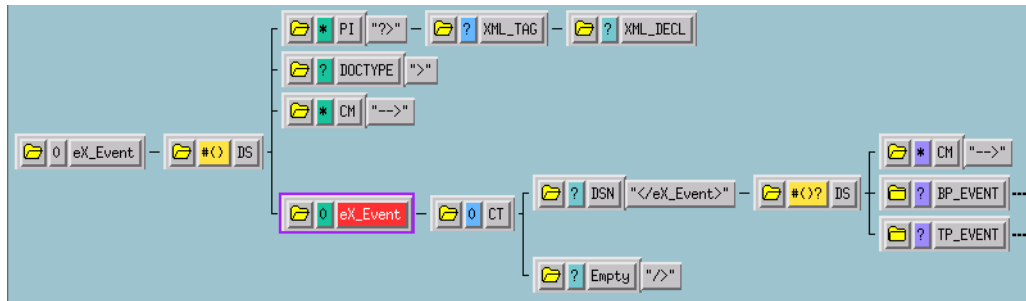 * PI "?>" ? XML_TAG ? XML_DECL
? DOCTYPE ">"
* CM "-->"
0 eX_Event #() DS * CM "-->"
? DSN "</eX_Event>" #()? DS ? BP_EVENT
0 eX_Event 0 CT ? TP_EVENT
? Empty "/>"